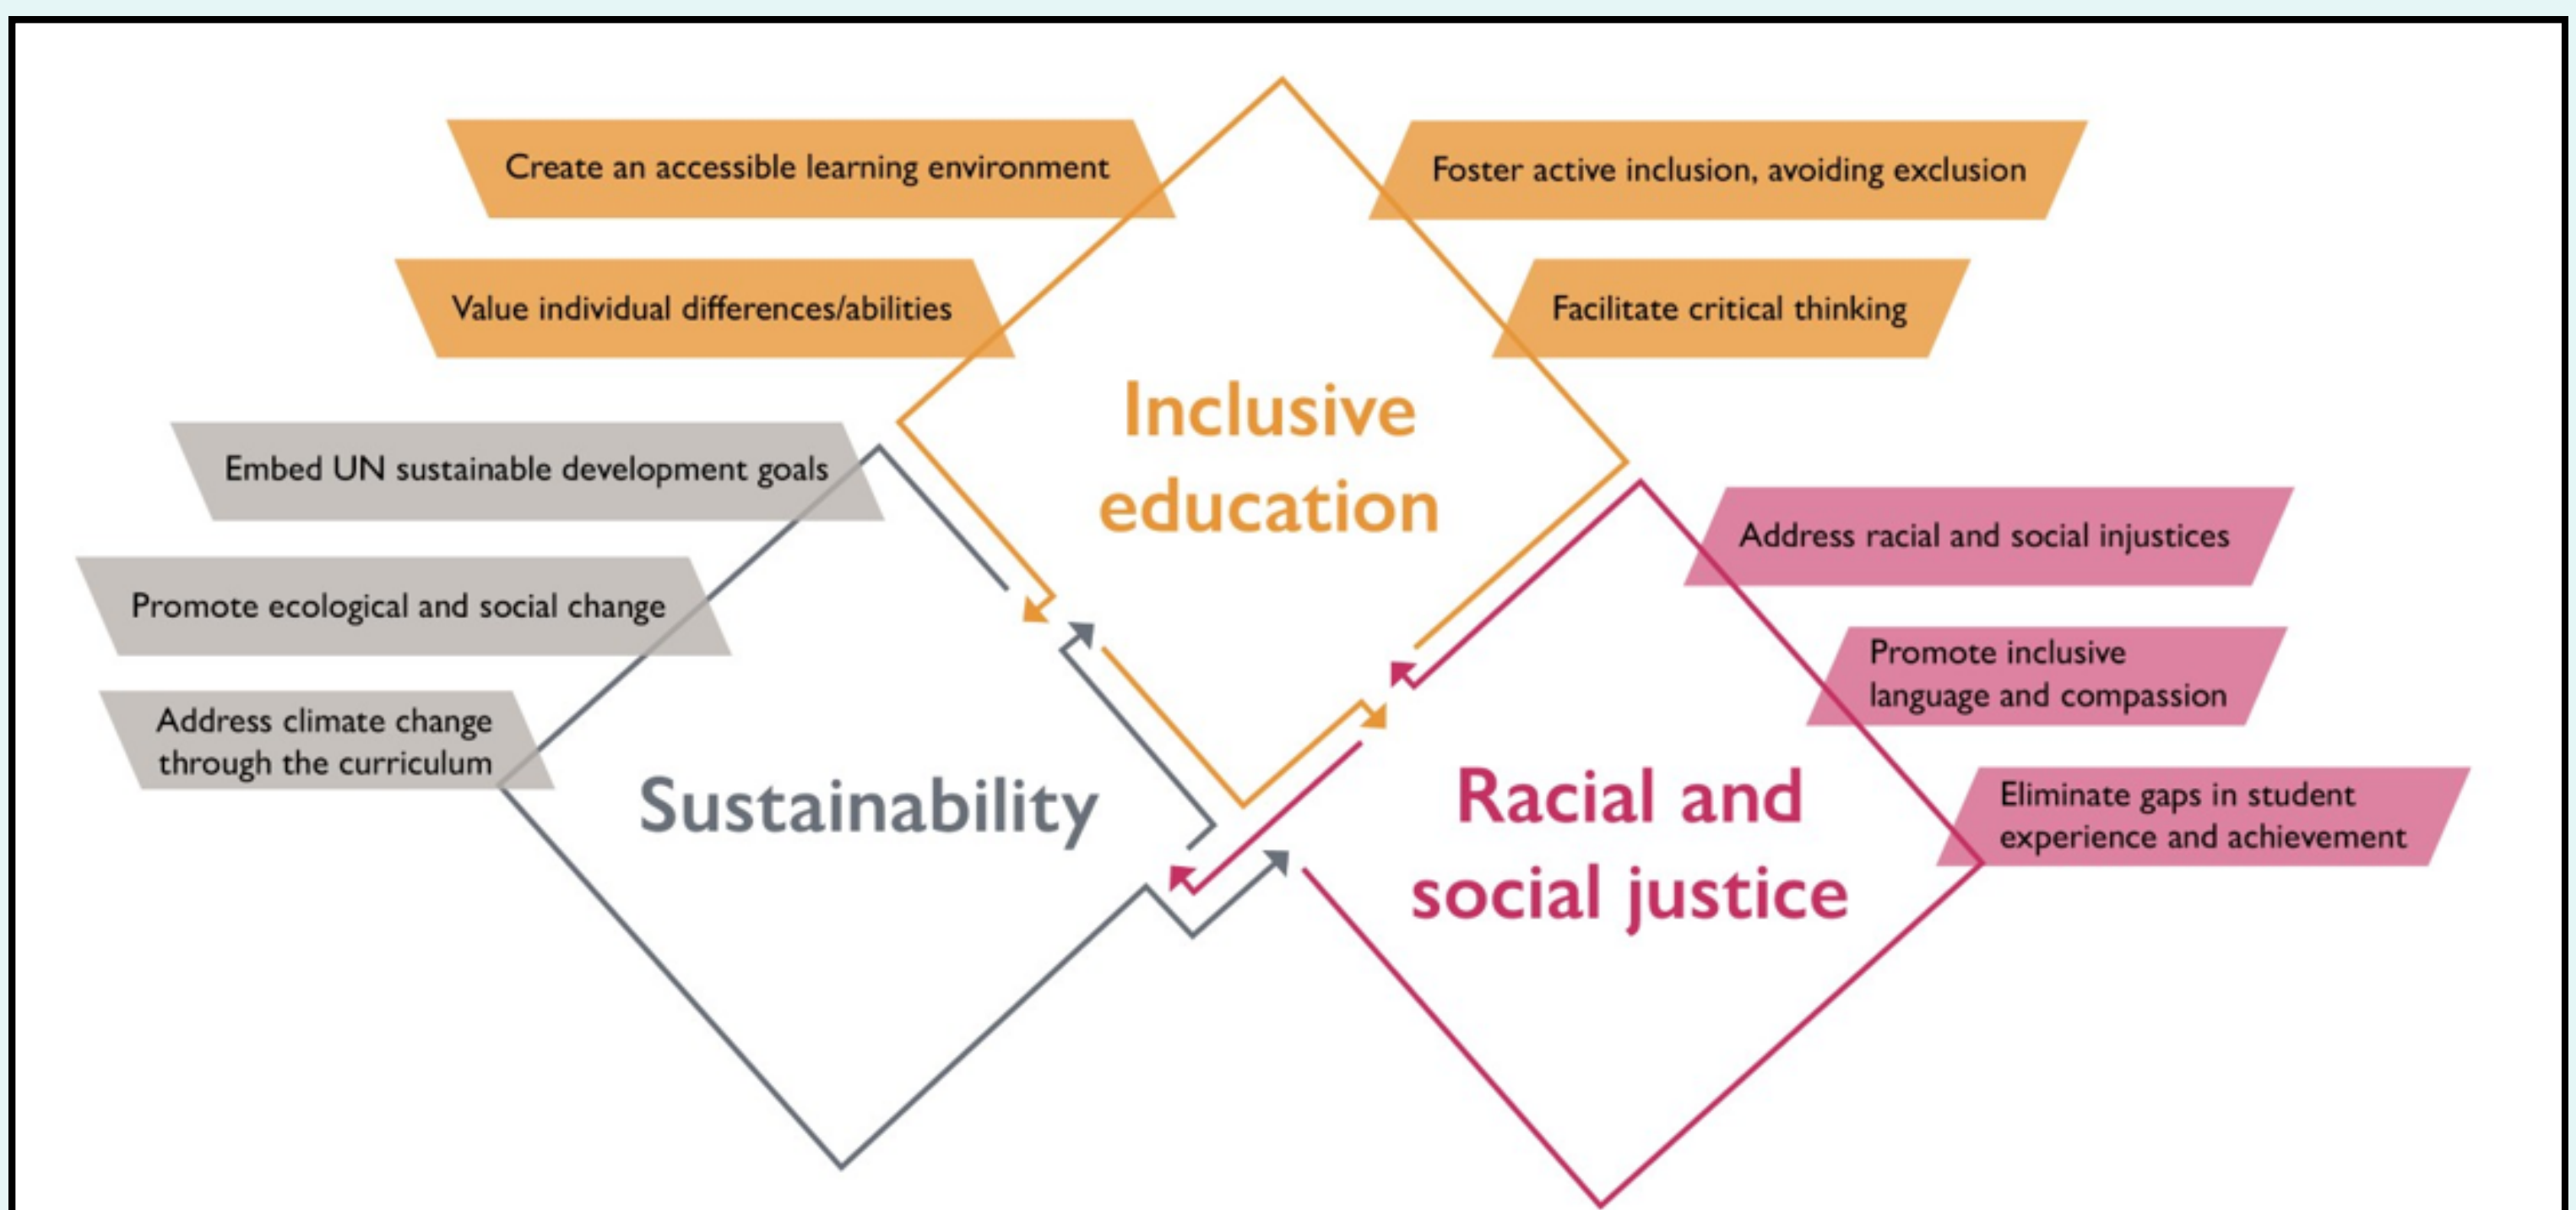 Create an accessible learning environment
Foster active inclusion, avoiding exclusion
Value individual differences/abilities
Facilitate critical thinking
Inclusive
education
Embed UN sustainable development goals
Promote ecological and social change
Address climate change
through the curriculum
Sustainability
Address racial and social injustices
Promote inclusive
language and compassion
Eliminate gaps in student
experience and achievement
Racial and
social justice